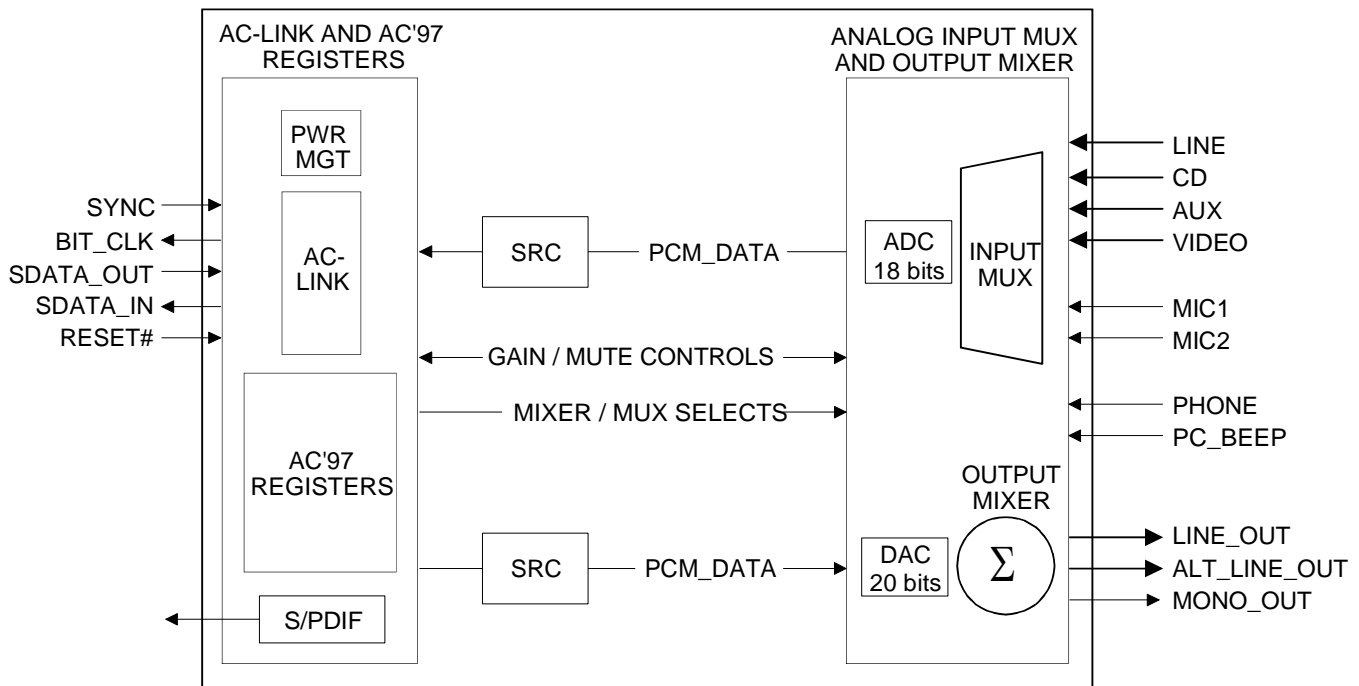 AC-LINK AND AC'97
REGISTERS
PWR
MGT
AC-
LINK
AC'97
REGISTERS
S/PDIF
SYNC
BIT_CLK
SDATA_OUT
SDATA_IN
RESET#
SRC
PCM_DATA
GAIN / MUTE CONTROLS
MIXER / MUX SELECTS
SRC
PCM_DATA
ANALOG INPUT MUX
AND OUTPUT MIXER
ADC
18 bits
INPUT
MUX
OUTPUT
MIXER
DAC
20 bits
Σ
LINE
CD
AUX
VIDEO
MIC1
MIC2
PHONE
PC_BEEP
LINE_OUT
ALT_LINE_OUT
MONO_OUT